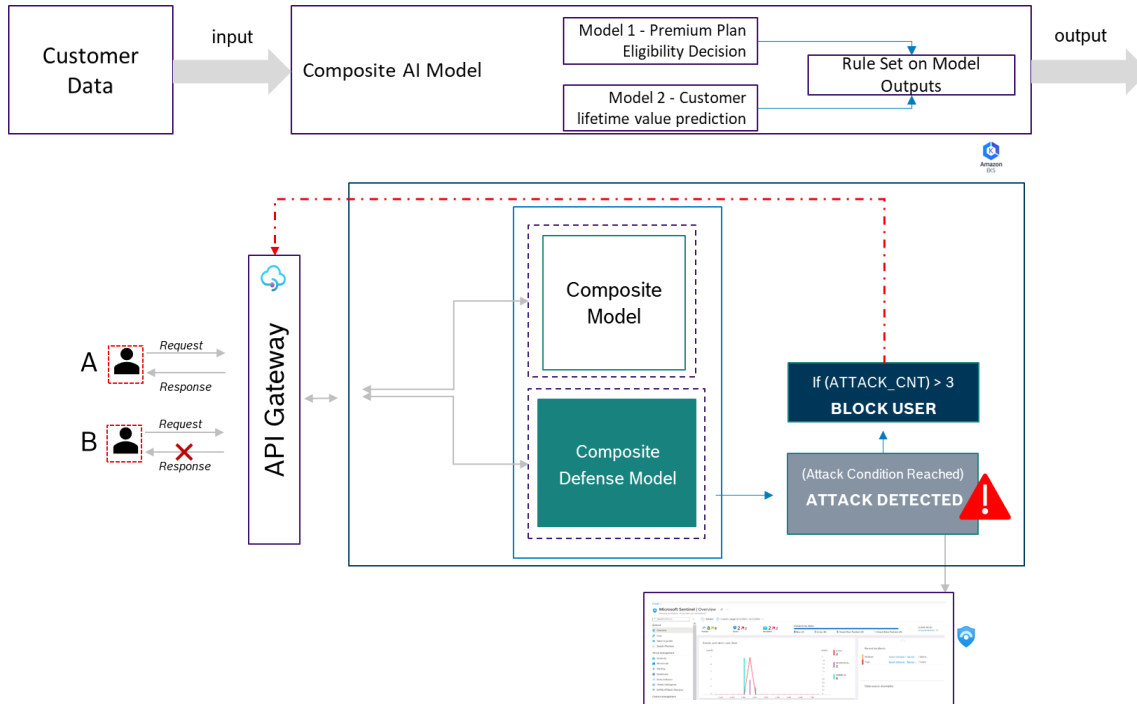 Customer
Data
input
Composite AI Model
Model 1 - Premium Plan
Eligibility Decision
Model 2 - Customer
lifetime value prediction
Rule Set on Model
Outputs
output
Amazon
EKS
API Gateway
A
Request
Response
B
Request
Response
Composite
Model
Composite
Defense Model
If (ATTACK_CNT) > 3
BLOCK USER
(Attack Condition Reached)
ATTACK DETECTED
Microsoft Sentinel | Overview